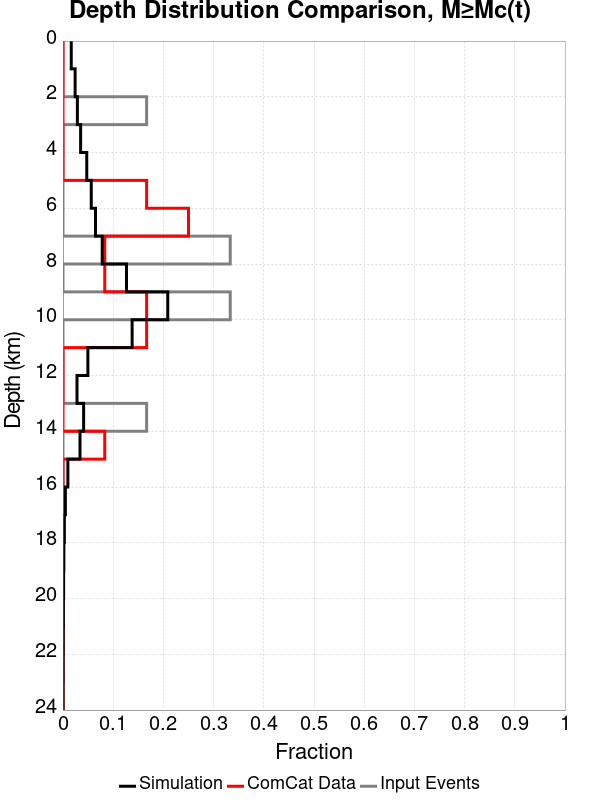 Depth Distribution Comparison, M≥Mc(t)
0
2
4
6
8
10
12
14
16
18
20
22
24
Depth (km)
0 0.1 0.2 0.3 0.4 0.5 0.6 0.7 0.8 0.9 1
Fraction
Simulation ComCat Data Input Events